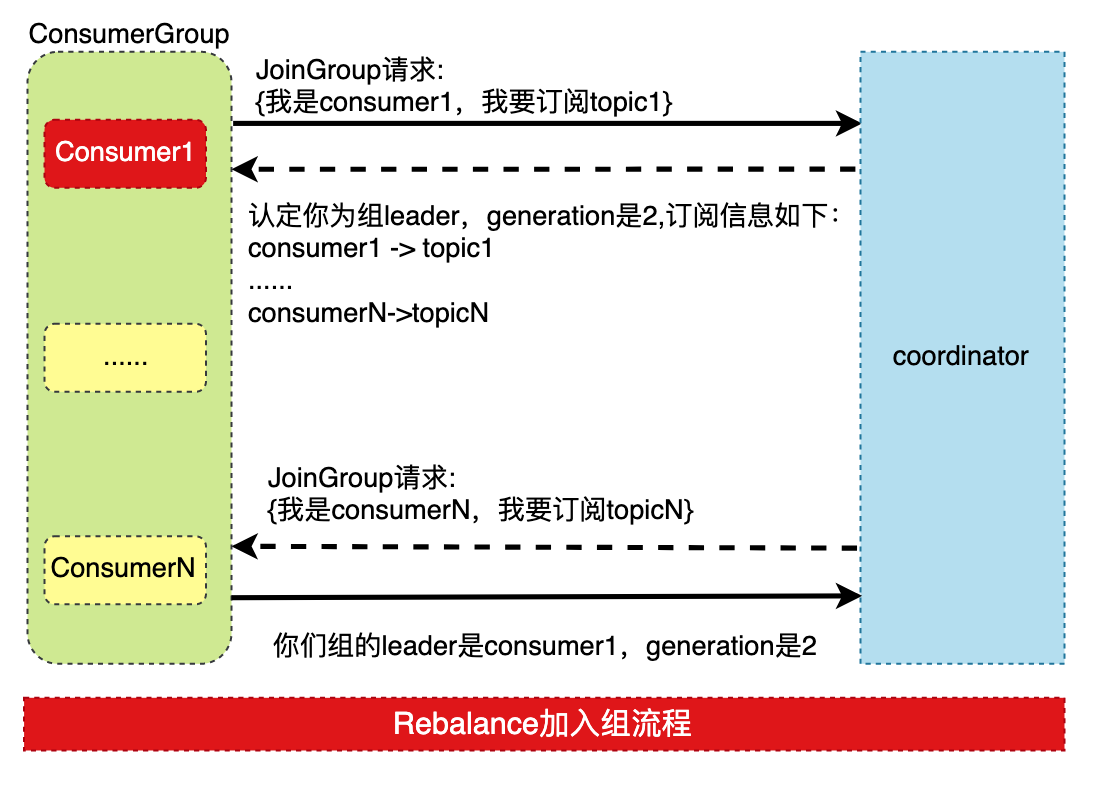 ConsumerGroup
JoinGroup请求:
{我是consumer1，我要订阅topic1}
Consumer1
认定你为组leader，generation是2,订阅信息如下：
consumer1 -> topic1
......
consumerN->topicN
......
coordinator
JoinGroup请求:
{我是consumerN，我要订阅topicN}
ConsumerN
你们组的leader是consumer1，generation是2
Rebalance加入组流程